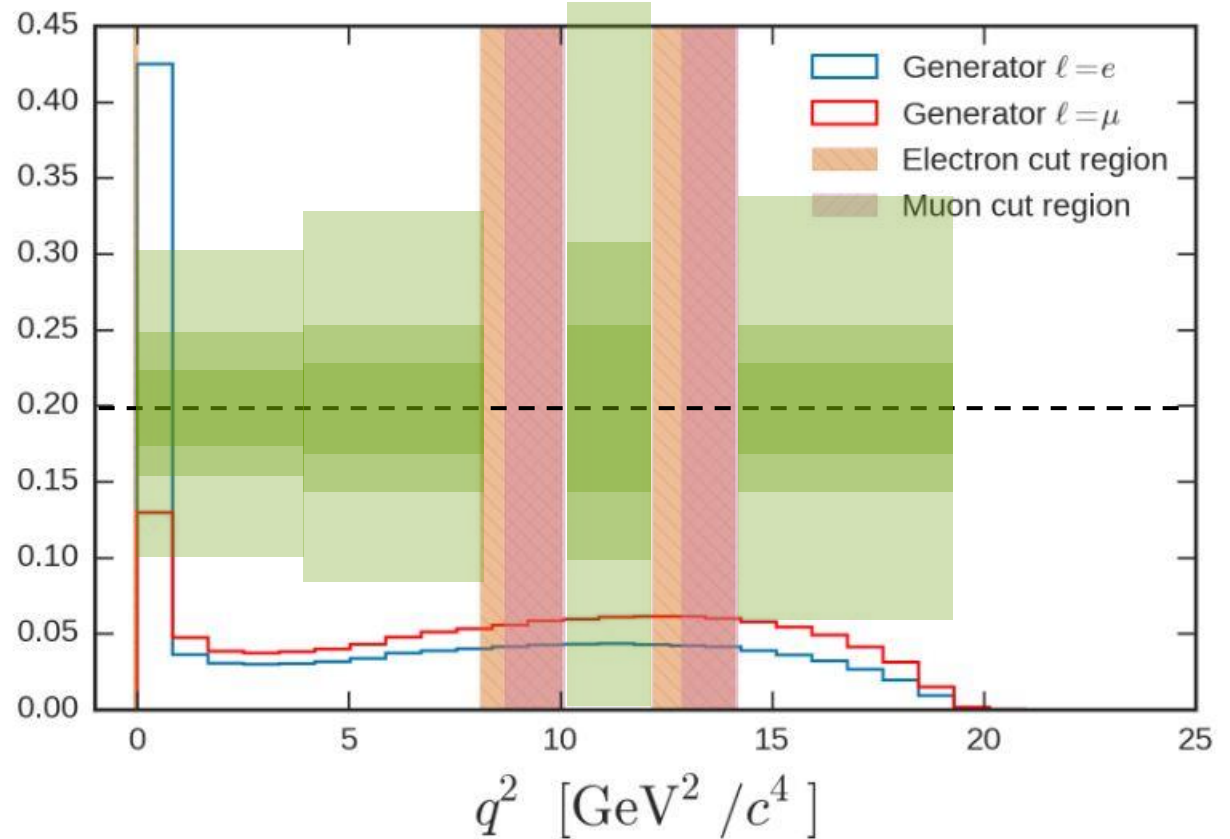 0.45
0.40
0.35
0.30
0.25
0.20
0.15
0.10
0.05
0.00
Generator ℓ=e
Generator ℓ=μ
Electron cut region
Muon cut region
0 5 10 15 20 25
q² [GeV² /c⁴ ]